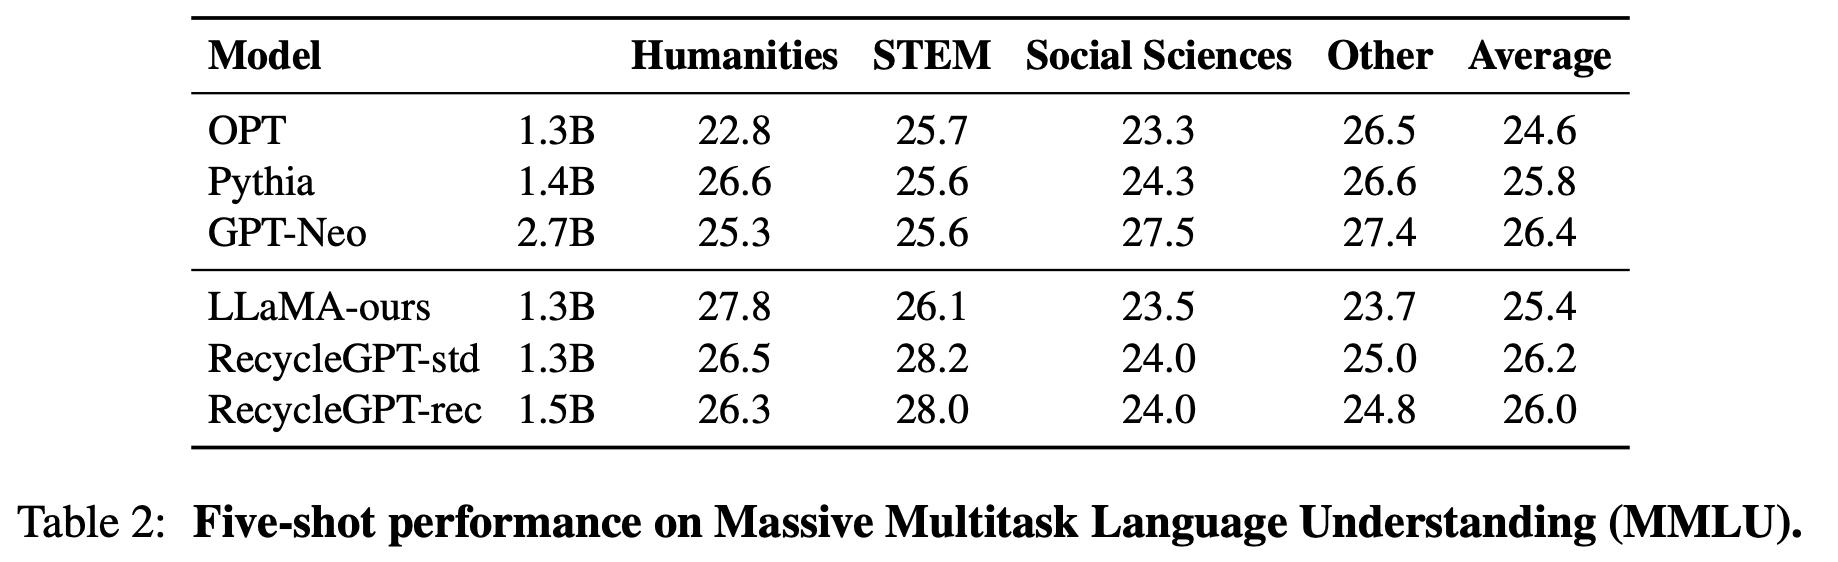 Model Humanities STEM Social Sciences Other Average
OPT 1.3B 22.8 25.7 23.3 26.5 24.6
Pythia 1.4B 26.6 25.6 24.3 26.6 25.8
GPT-Neo 2.7B 25.3 25.6 27.5 27.4 26.4
LLaMA-ours 1.3B 27.8 26.1 23.5 23.7 25.4
RecycleGPT-std 1.3B 26.5 28.2 24.0 25.0 26.2
RecycleGPT-rec 1.5B 26.3 28.0 24.0 24.8 26.0
Table 2: Five-shot performance on Massive Multitask Language Understanding (MMLU).